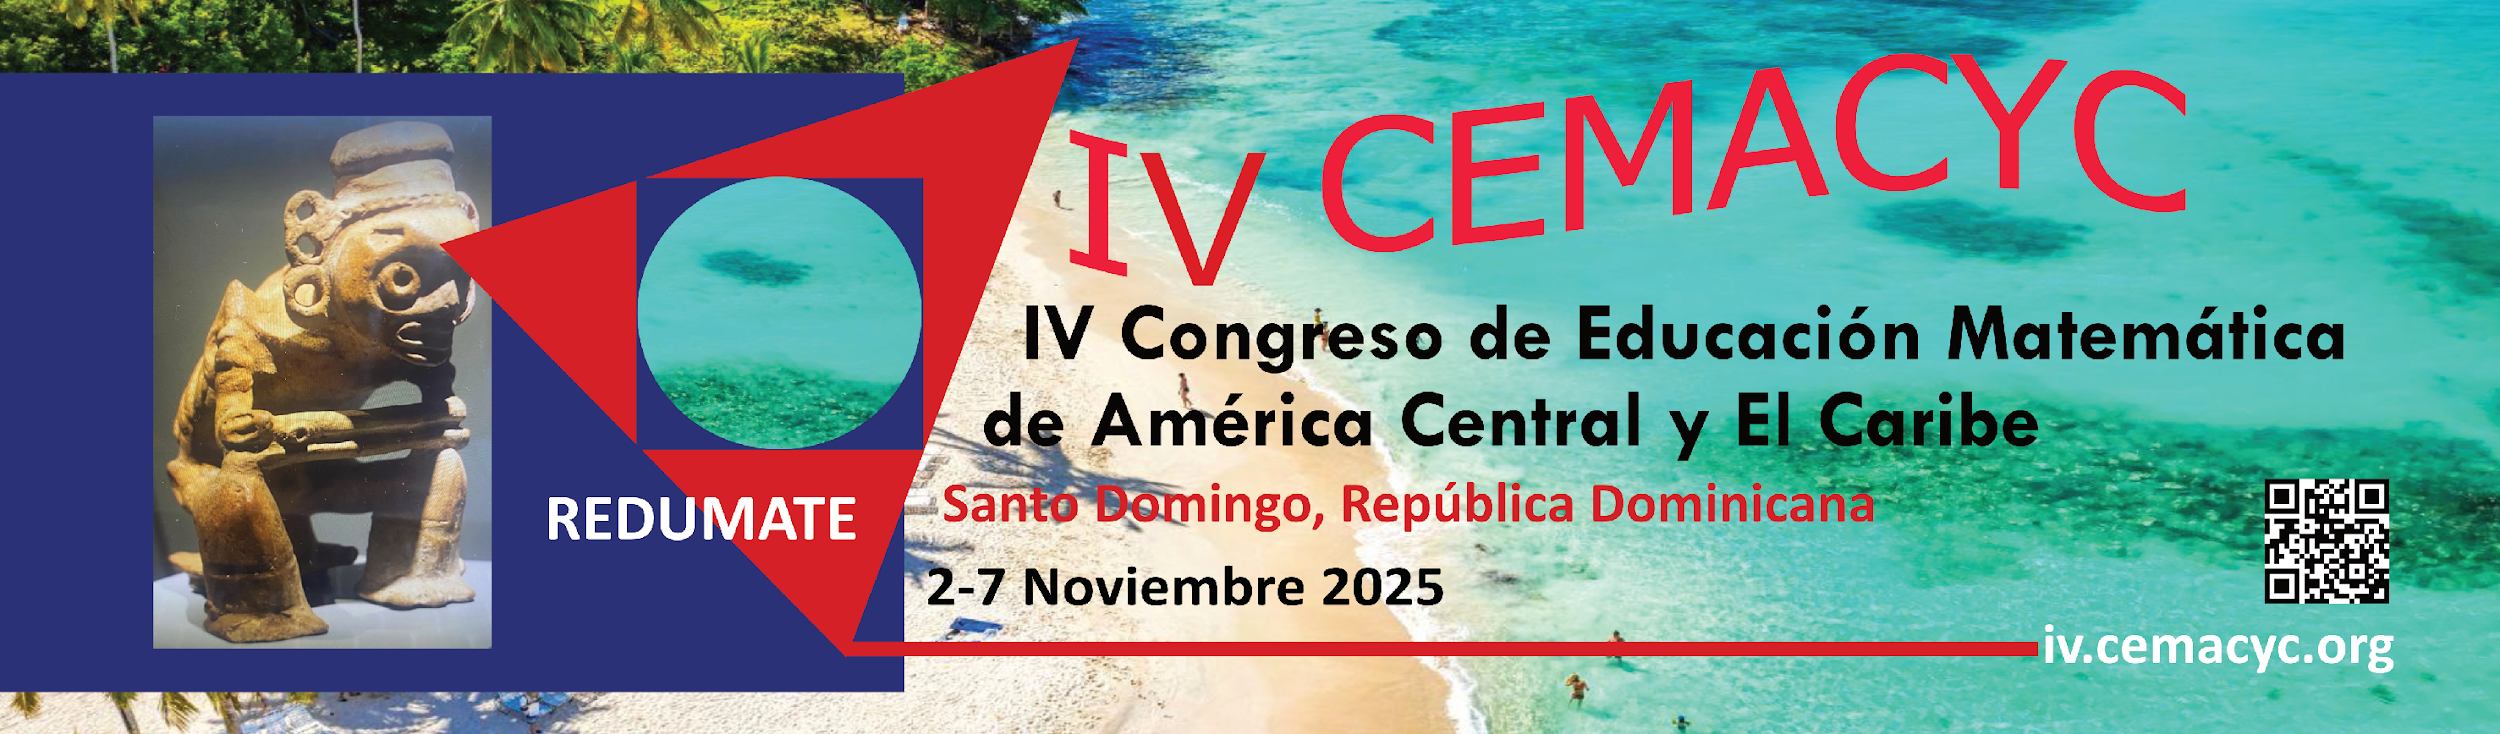 IV CEMACYC
IV Congreso de Educación Matemática
de América Central y El Caribe
Santo Domingo, República Dominicana
REDUMATE
2-7 Noviembre 2025
iv.cemacyc.org